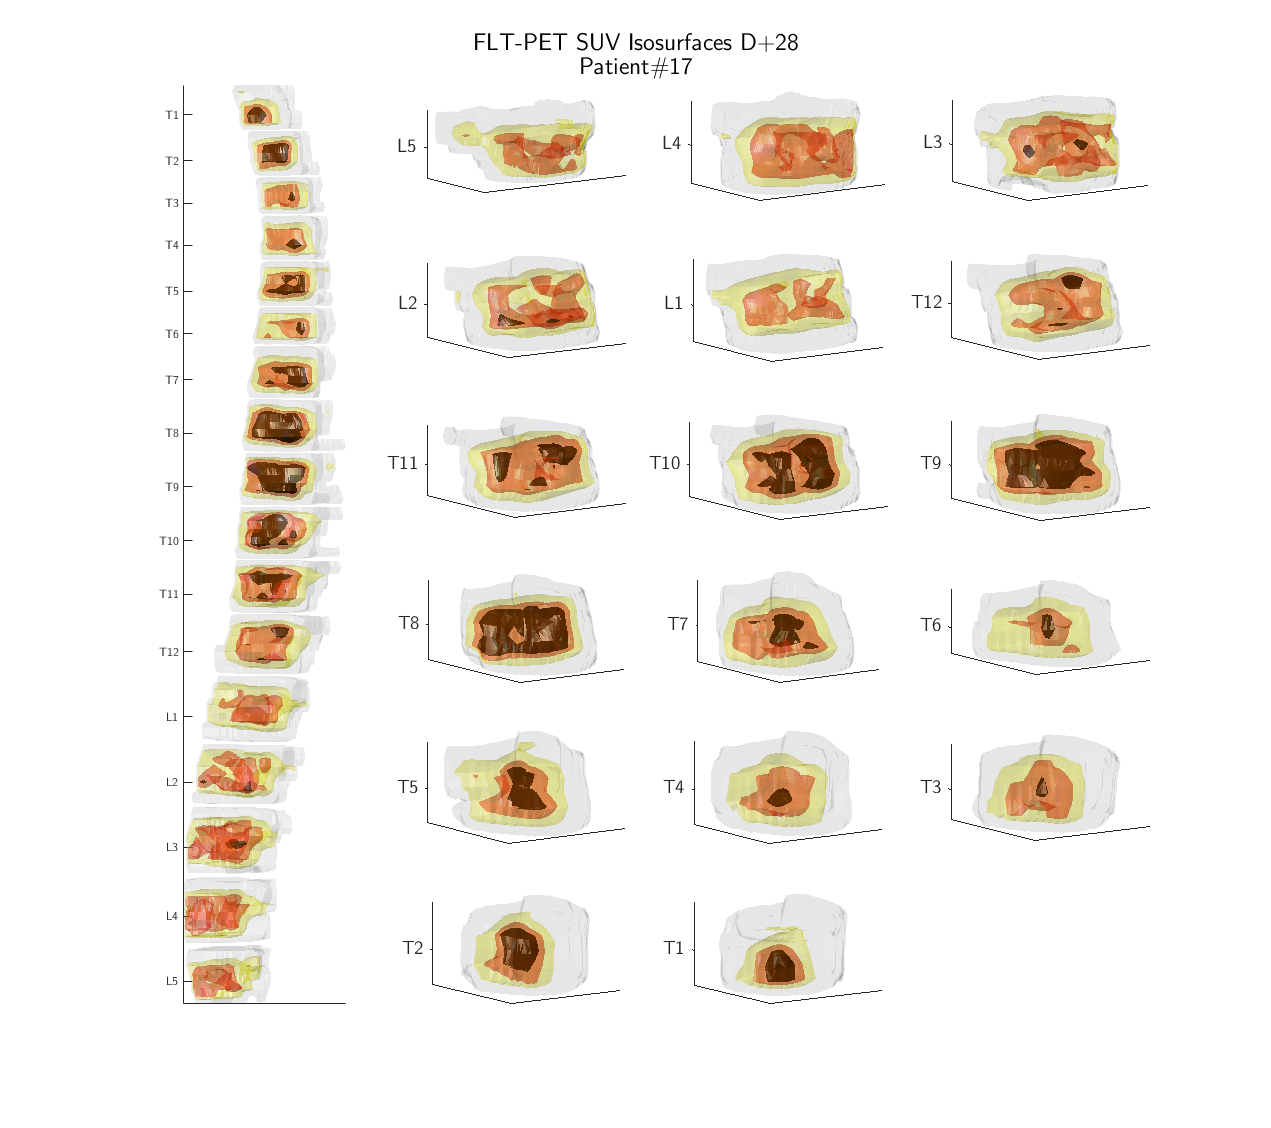 FLT-PET SUV Isosurfaces D+28
Patient#17
T1
T2
T3
T4
T5
T6
T7
T8
T9
T10
T11
T12
L1
L2
L3
L4
L5
L5
L4
L3
L2
L1
T12
T11
T10
T9
T8
T7
T6
T5
T4
T3
T2
T1